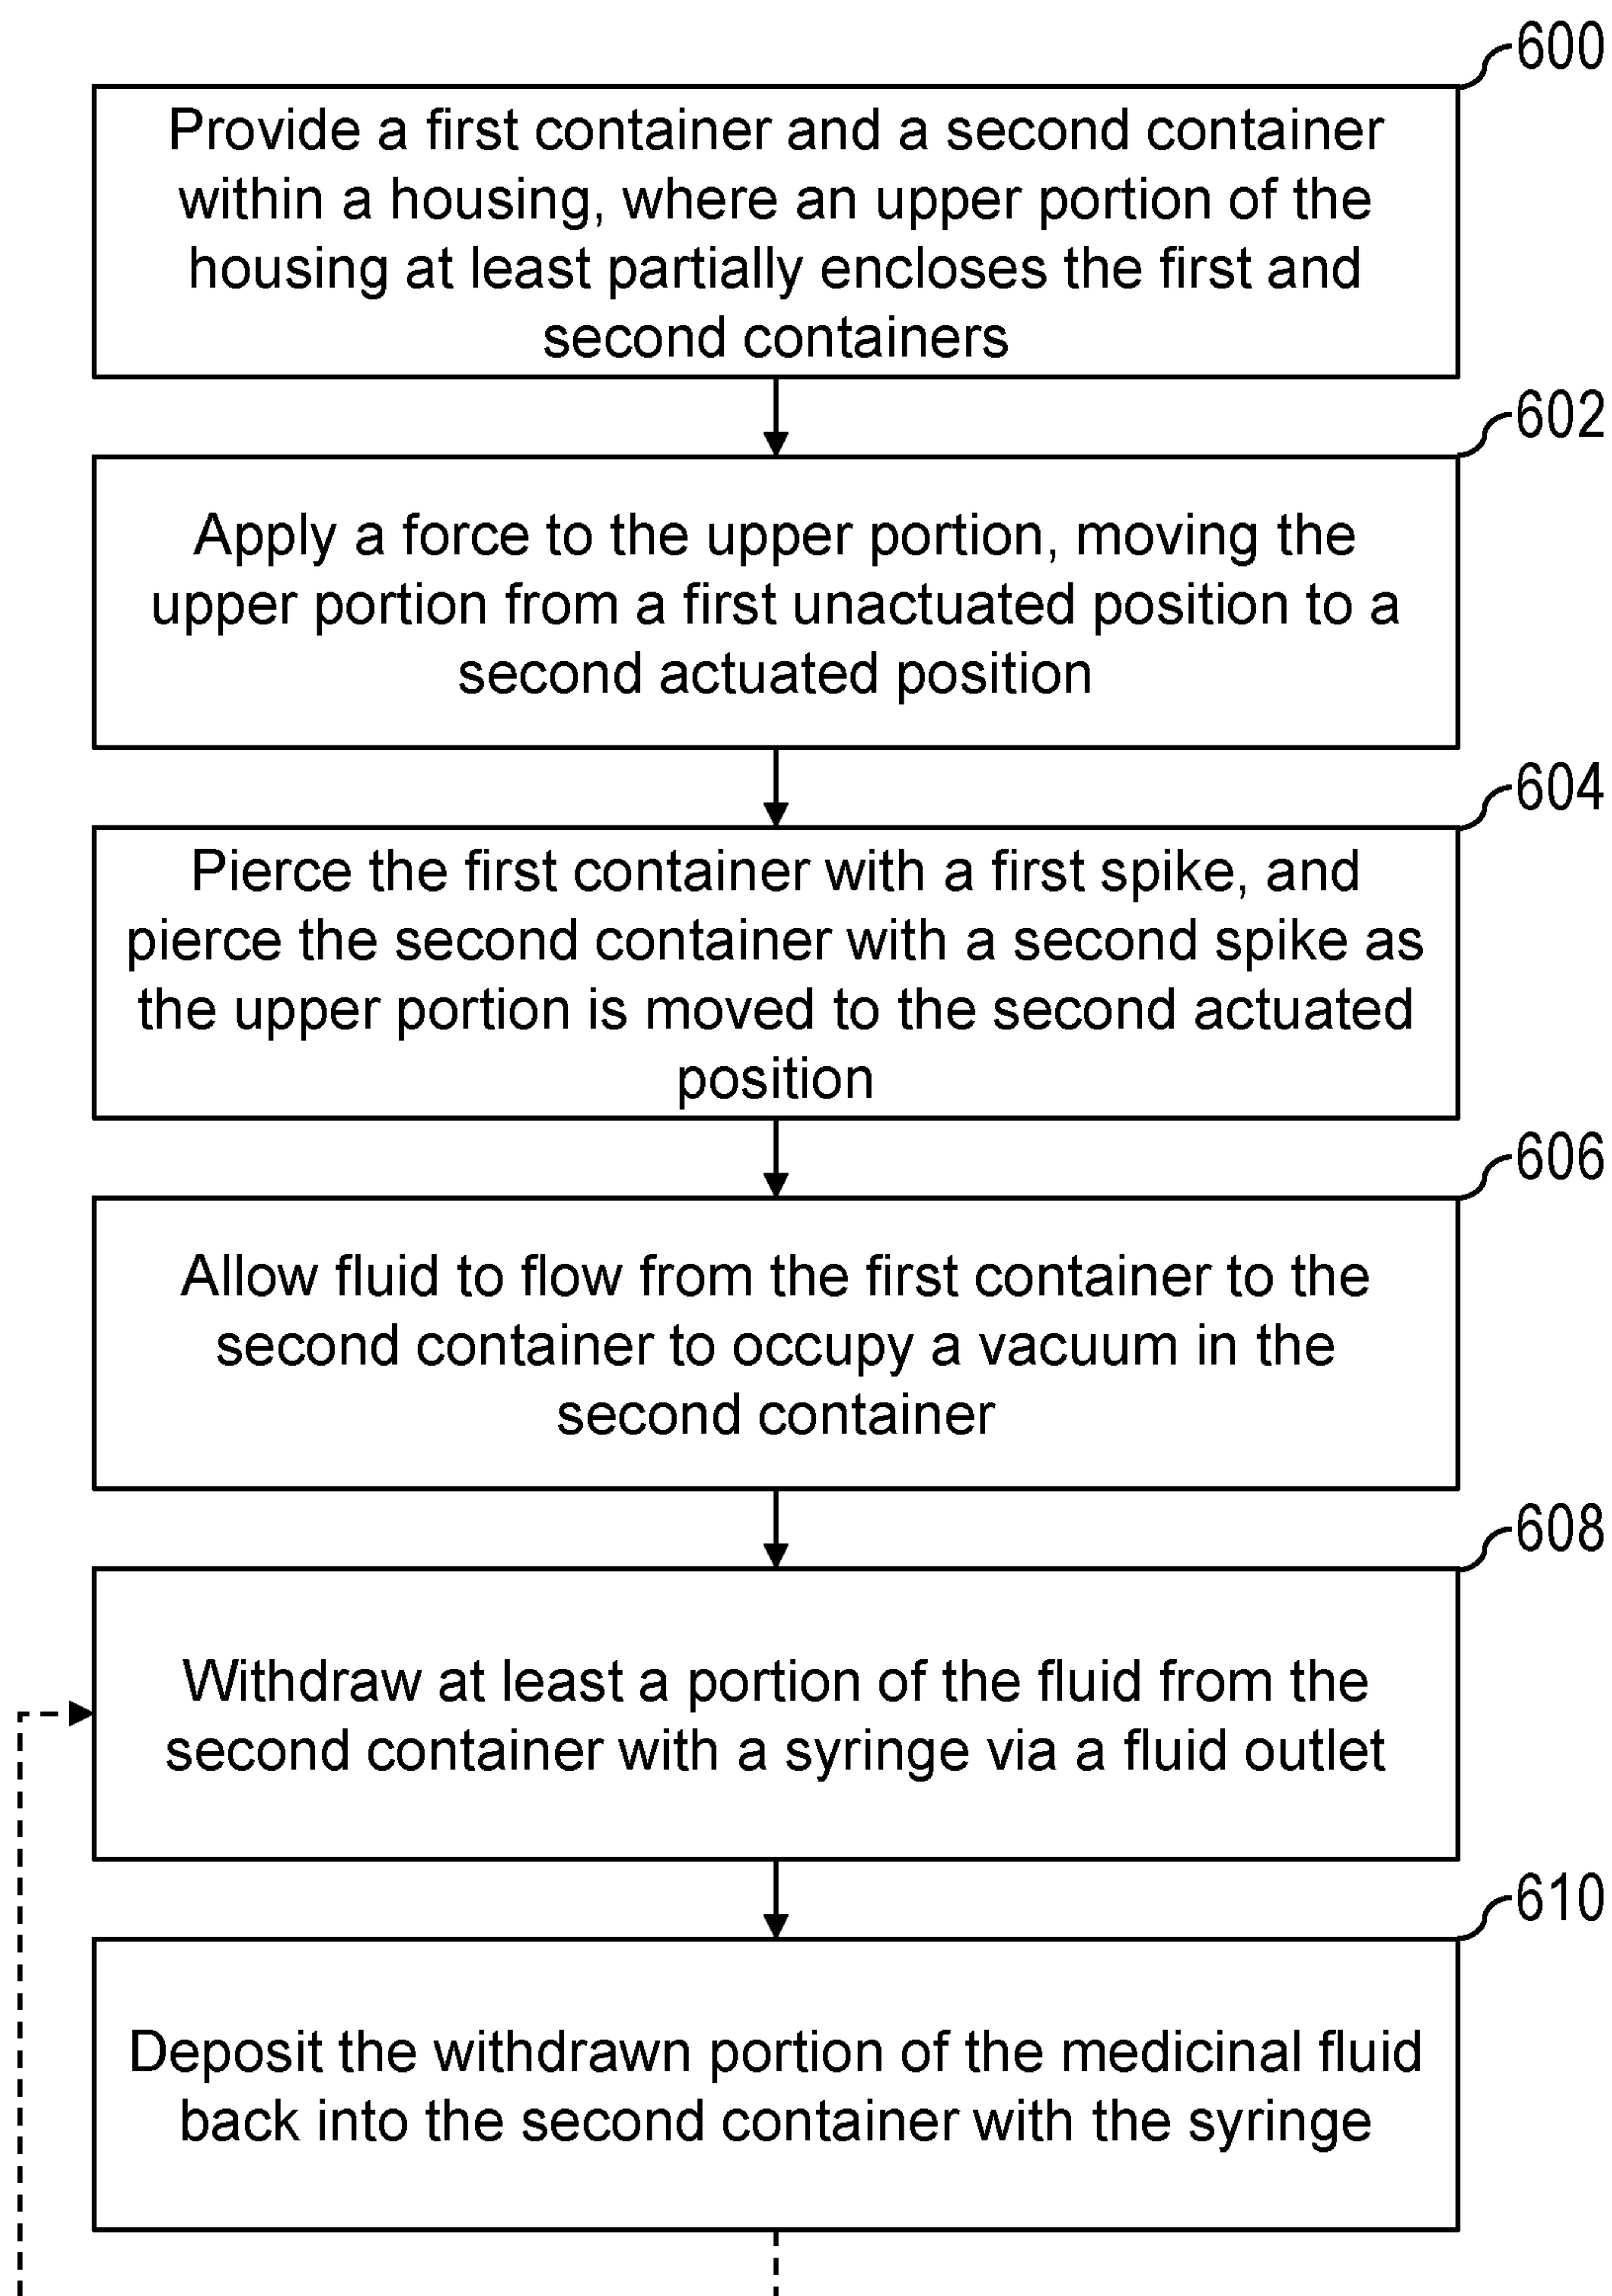 600
Provide a first container and a second container
within a housing, where an upper portion of the
housing at least partially encloses the first and
second containers
602
Apply a force to the upper portion, moving the
upper portion from a first unactuated position to a
second actuated position
604
Pierce the first container with a first spike, and
pierce the second container with a second spike as
the upper portion is moved to the second actuated
position
606
Allow fluid to flow from the first container to the
second container to occupy a vacuum in the
second container
608
Withdraw at least a portion of the fluid from the
second container with a syringe via a fluid outlet
610
Deposit the withdrawn portion of the medicinal fluid
back into the second container with the syringe